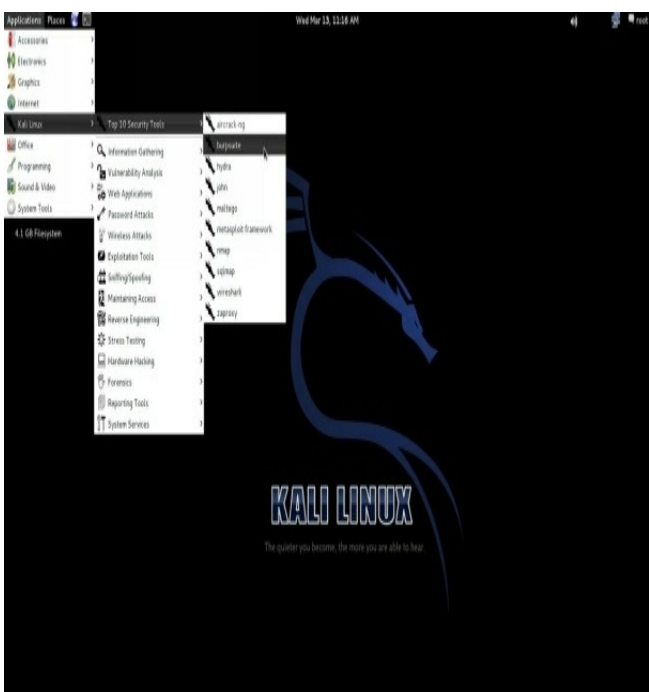 Applications Places
Wed Mar 13, 11:16 AM
root
Accessories
Electronics
Graphics
Internet
Kali Linux
Office
Programming
Sound & Video
System Tools
4.1 GB Filesystem
Top 10 Security Tools
Information Gathering
Vulnerability Analysis
Web Applications
Password Attacks
Wireless Attacks
Exploitation Tools
Sniffing/Spoofing
Maintaining Access
Reverse Engineering
Stress Testing
Hardware Hacking
Forensics
Reporting Tools
System Services
aircrack-ng
burpsuite
hydra
john
maltego
metasploit framework
nmap
sqlmap
wireshark
zaproxy
KALI LINUX
The quieter you become, the more you are able to hear.